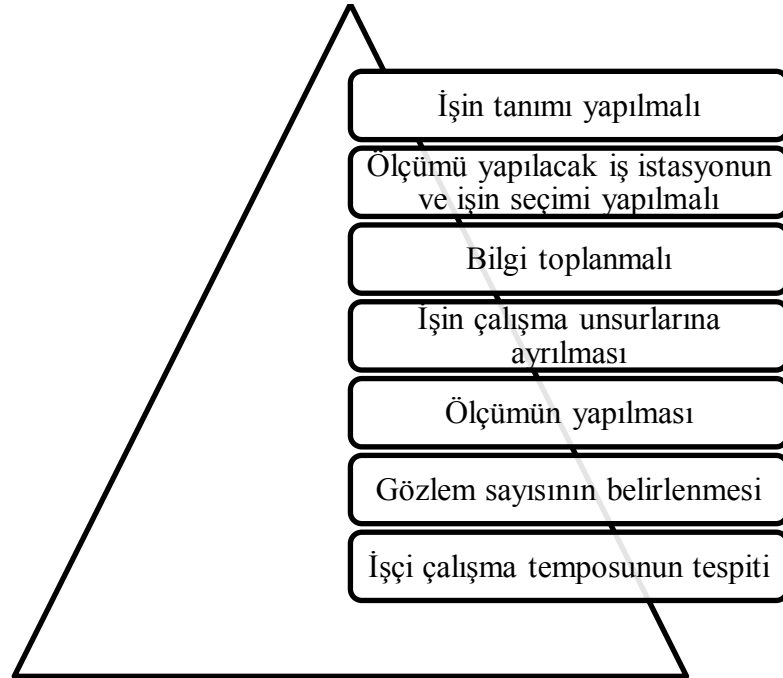 İşin tanımı yapılmalı
Ölçümü yapılacak iş istasyonun
ve işin seçimi yapılmalı
Bilgi toplanmalı
İşin çalışma unsurlarına
ayrılması
Ölçümün yapılması
Gözlem sayısının belirlenmesi
İşçi çalışma temposunun tespiti